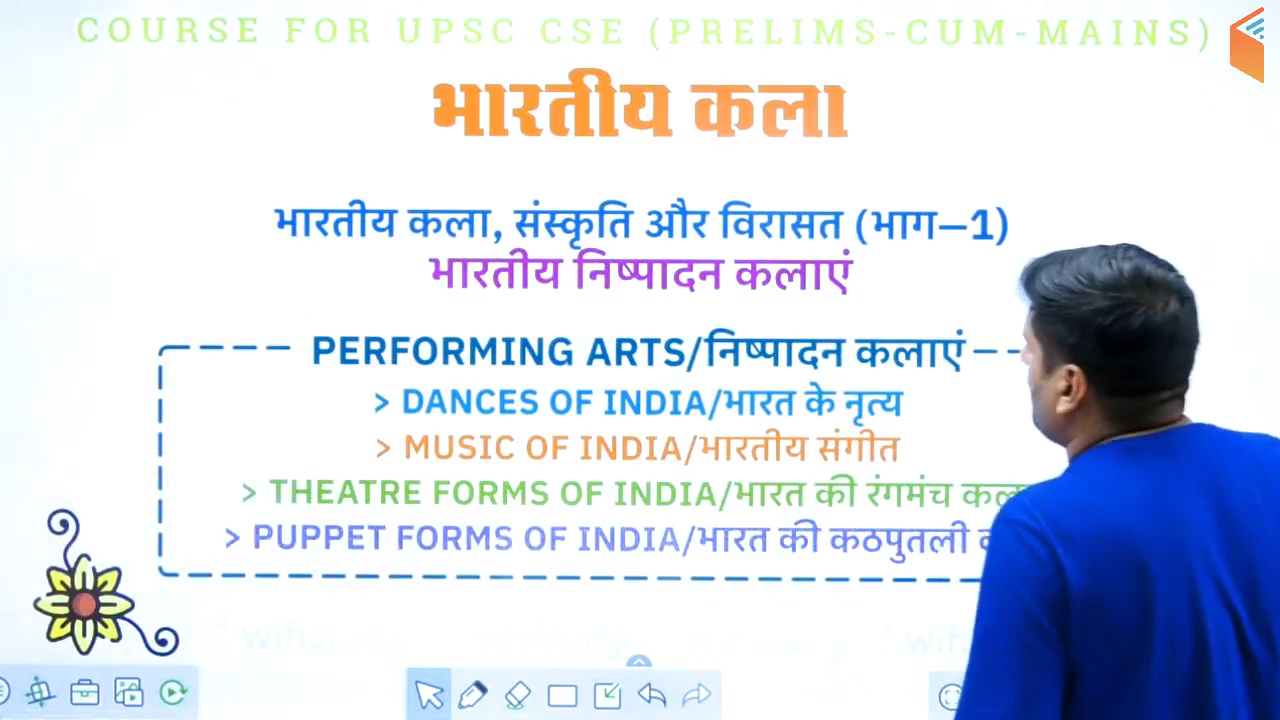 COURSE FOR UPSC CSE (PRELIMS-CUM-MAINS)
भारतीय कला
भारतीय कला, संस्कृति और विरासत (भाग–1)
भारतीय निष्पादन कलाएं
PERFORMING ARTS/निष्पादन कलाएं
> DANCES OF INDIA/भारत के नृत्य
> MUSIC OF INDIA/भारतीय संगीत
> THEATRE FORMS OF INDIA/भारत की रंगमंच
> PUPPET FORMS OF INDIA/भारत की कठपुतली